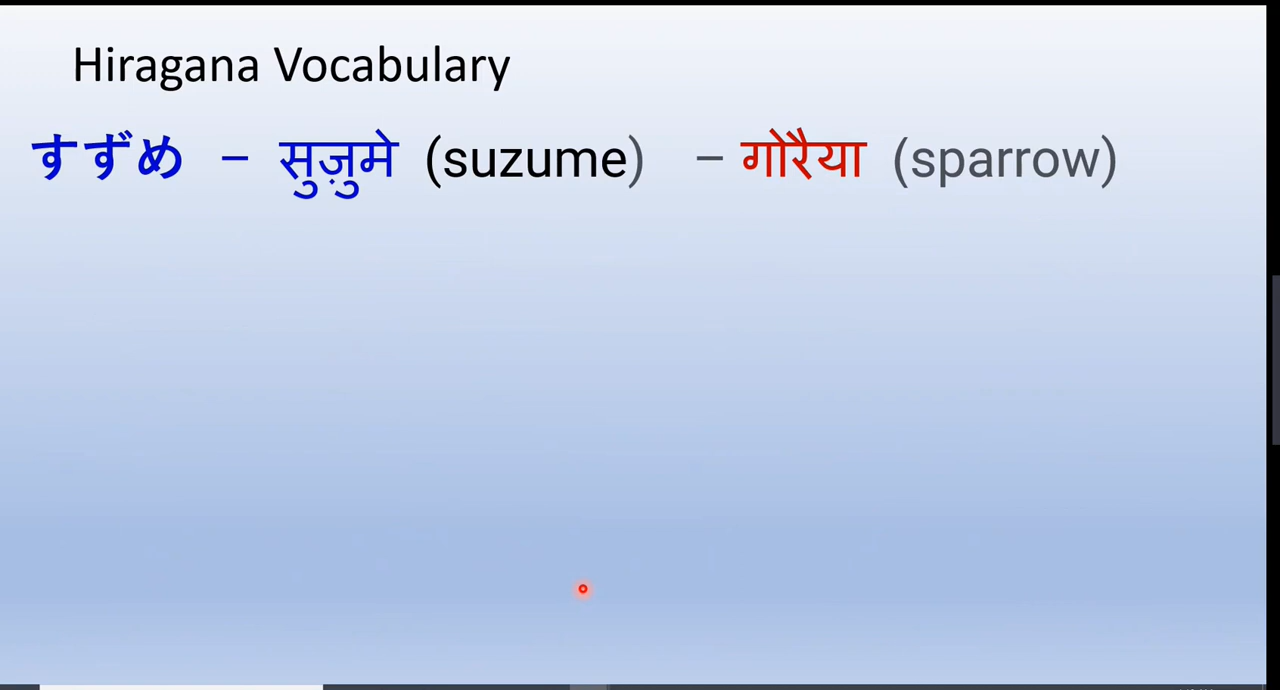 Hiragana Vocabulary
すずめ – सुज़ुमे (suzume) – गोरैया (sparrow)